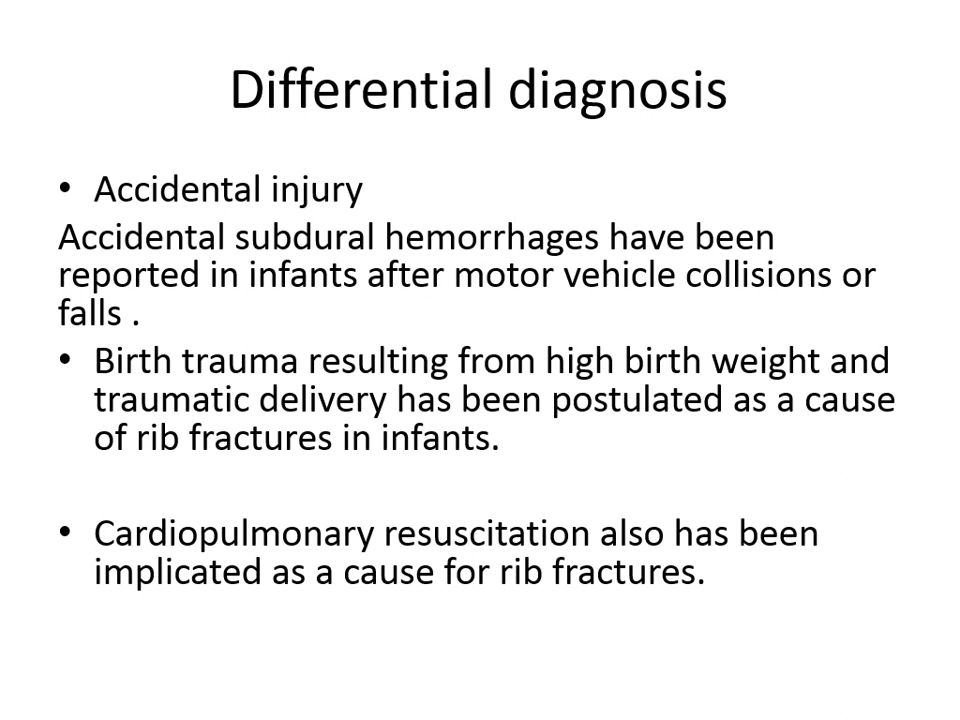 Differential diagnosis
• Accidental injury
Accidental subdural hemorrhages have been
reported in infants after motor vehicle collisions or
falls .
• Birth trauma resulting from high birth weight and
traumatic delivery has been postulated as a cause
of rib fractures in infants.
• Cardiopulmonary resuscitation also has been
implicated as a cause for rib fractures.